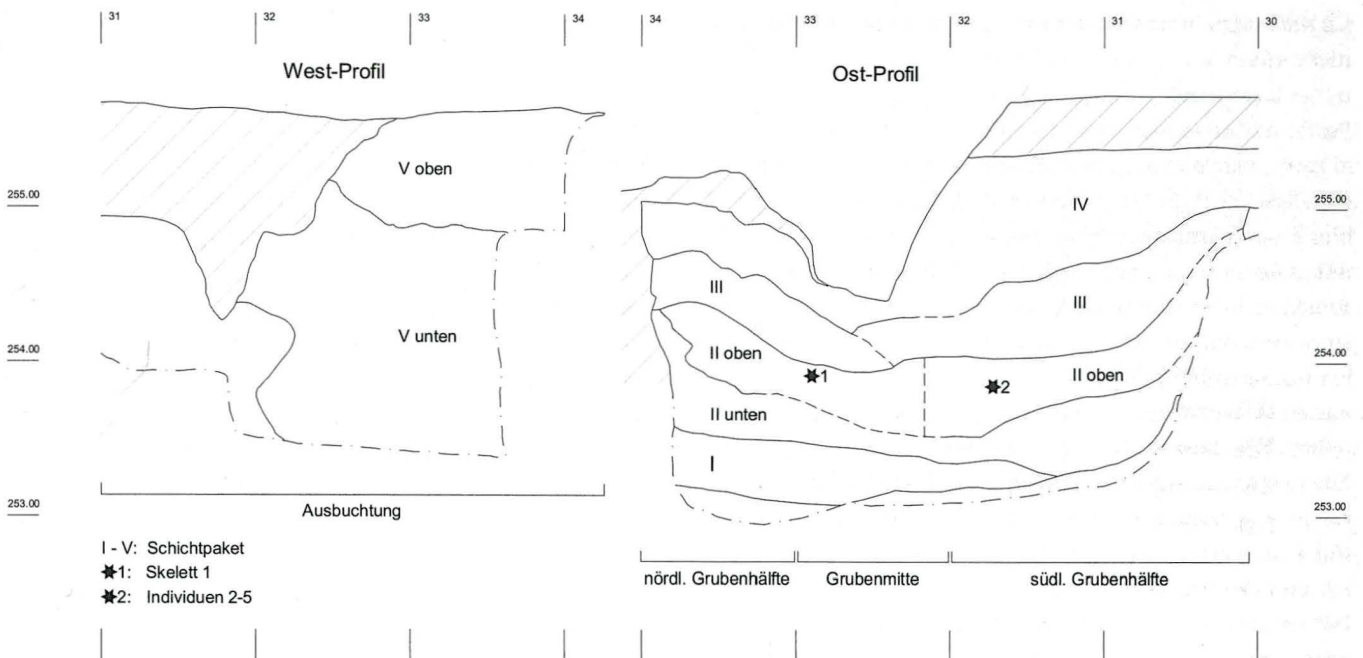 31 32 33 34 34 33 32 31 30
West-Profil Ost-Profil
V oben
IV
255.00 255.00
III III
V unten
254.00 II oben 254.00
1 2 II oben
II unten
I
253.00 253.00
Ausbuchtung
I - V: Schichtpaket
1: Skelett 1
2: Individuen 2-5
nördl. Grubenhälfte Grubenmitte südl. Grubenhälfte